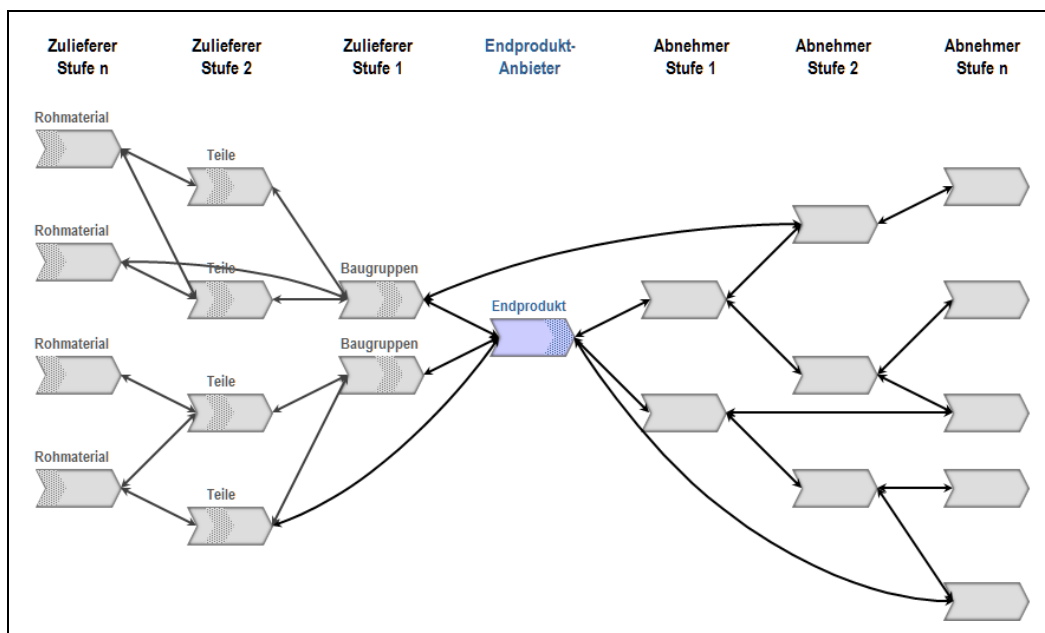 Zulieferer
Stufe n
Zulieferer
Stufe 2
Zulieferer
Stufe 1
Endprodukt-
Anbieter
Abnehmer
Stufe 1
Abnehmer
Stufe 2
Abnehmer
Stufe n
Rohmaterial
Teile
Rohmaterial
Teile
Baugruppen
Endprodukt
Rohmaterial
Baugruppen
Teile
Rohmaterial
Teile